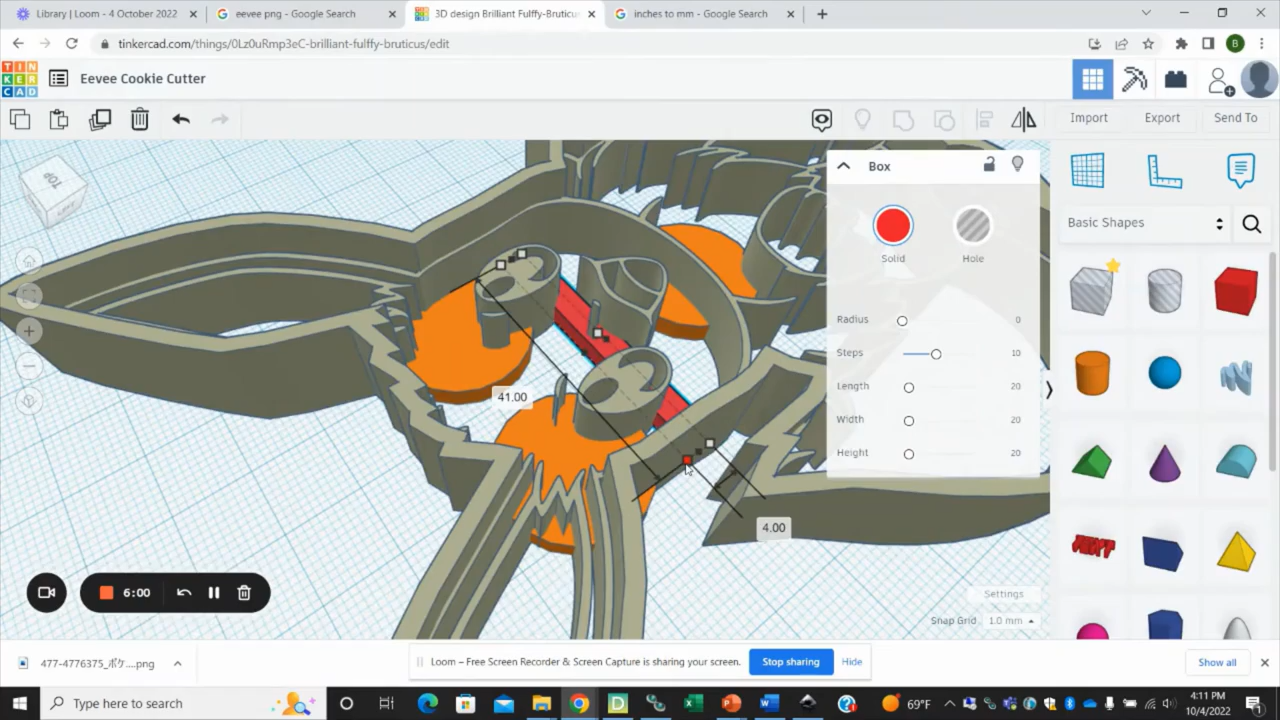 Library | Loom - 4 October 2022
eevee png - Google Search
3D design Brilliant Fulffy-Bruticus
inches to mm - Google Search
tinkercad.com/things/0Lz0uRmp3eC-brilliant-fulffy-bruticus/edit
B
TIN
KER
CAD
Eevee Cookie Cutter
Import
Export
Send To
TOP
Box
Solid
Hole
Radius 0
Steps 10
Length 20
Width 20
Height 20
Basic Shapes
41.00
4.00
6:00
Settings
Snap Grid 1.0 mm
477-4776375_ポケ....png
Loom – Free Screen Recorder & Screen Capture is sharing your screen.
Stop sharing
Hide
Show all
Type here to search
69°F
4:11 PM
10/4/2022